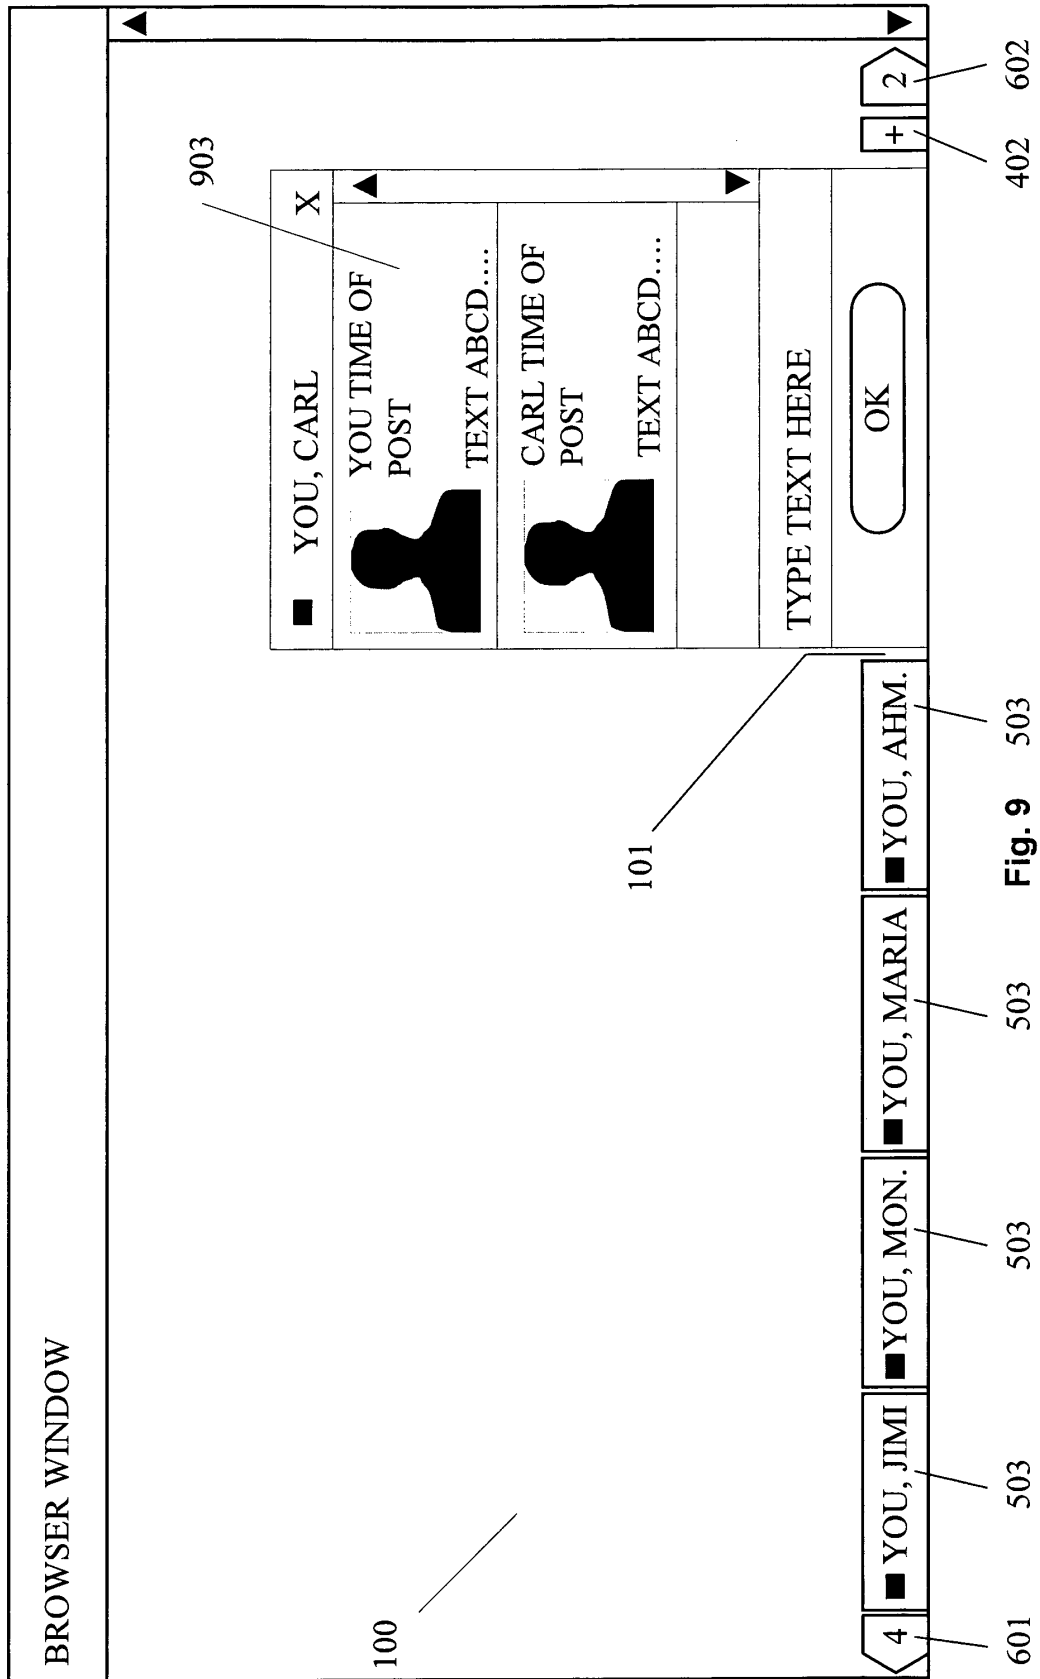 BROWSER WINDOW
903
YOU, CARL X
YOU TIME OF
POST
TEXT ABCD....
CARL TIME OF
POST
TEXT ABCD....
TYPE TEXT HERE
OK
101
100
4
YOU, JIMI
YOU, MON.
YOU, MARIA
YOU, AHM.
+
2
601
503
503
503
503
402
602
Fig. 9